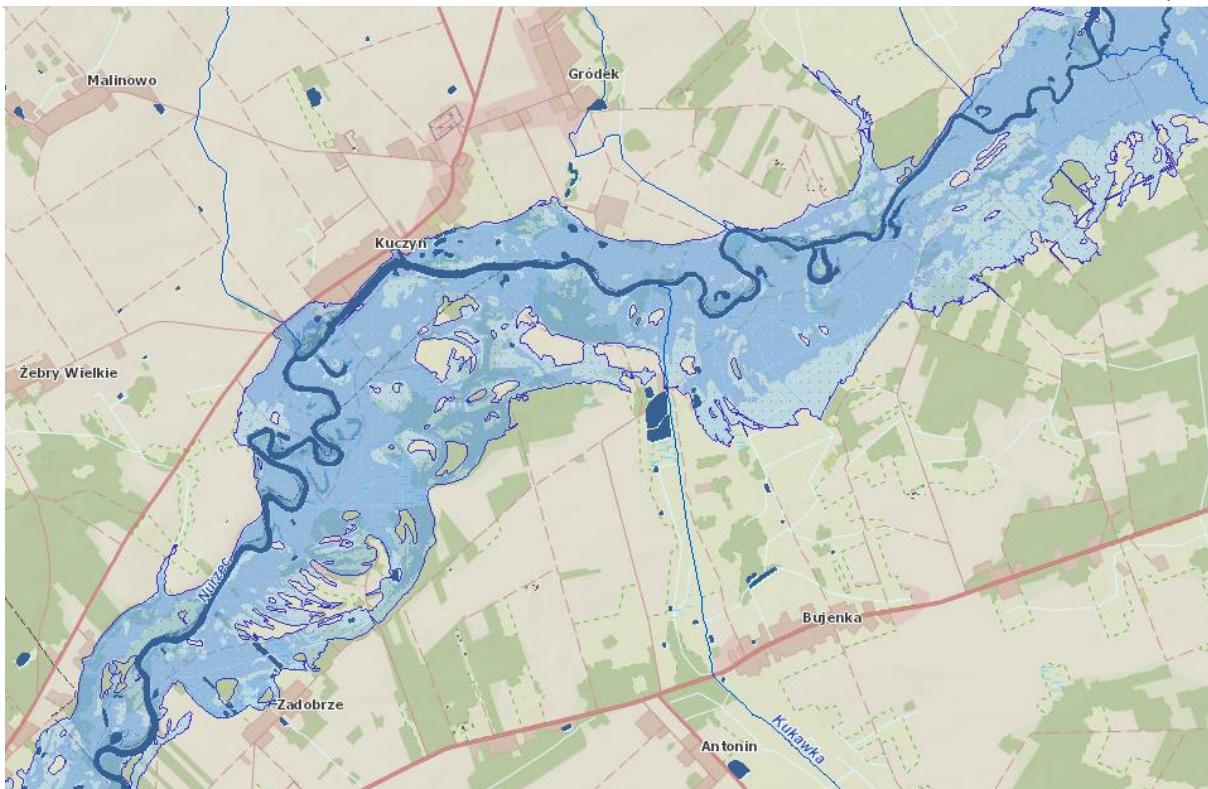 Malinowo
Gródek
Kuczyn
Żebry Wielkie
Nurzec
Bujenka
Zadobrze
Kukawka
Antonin